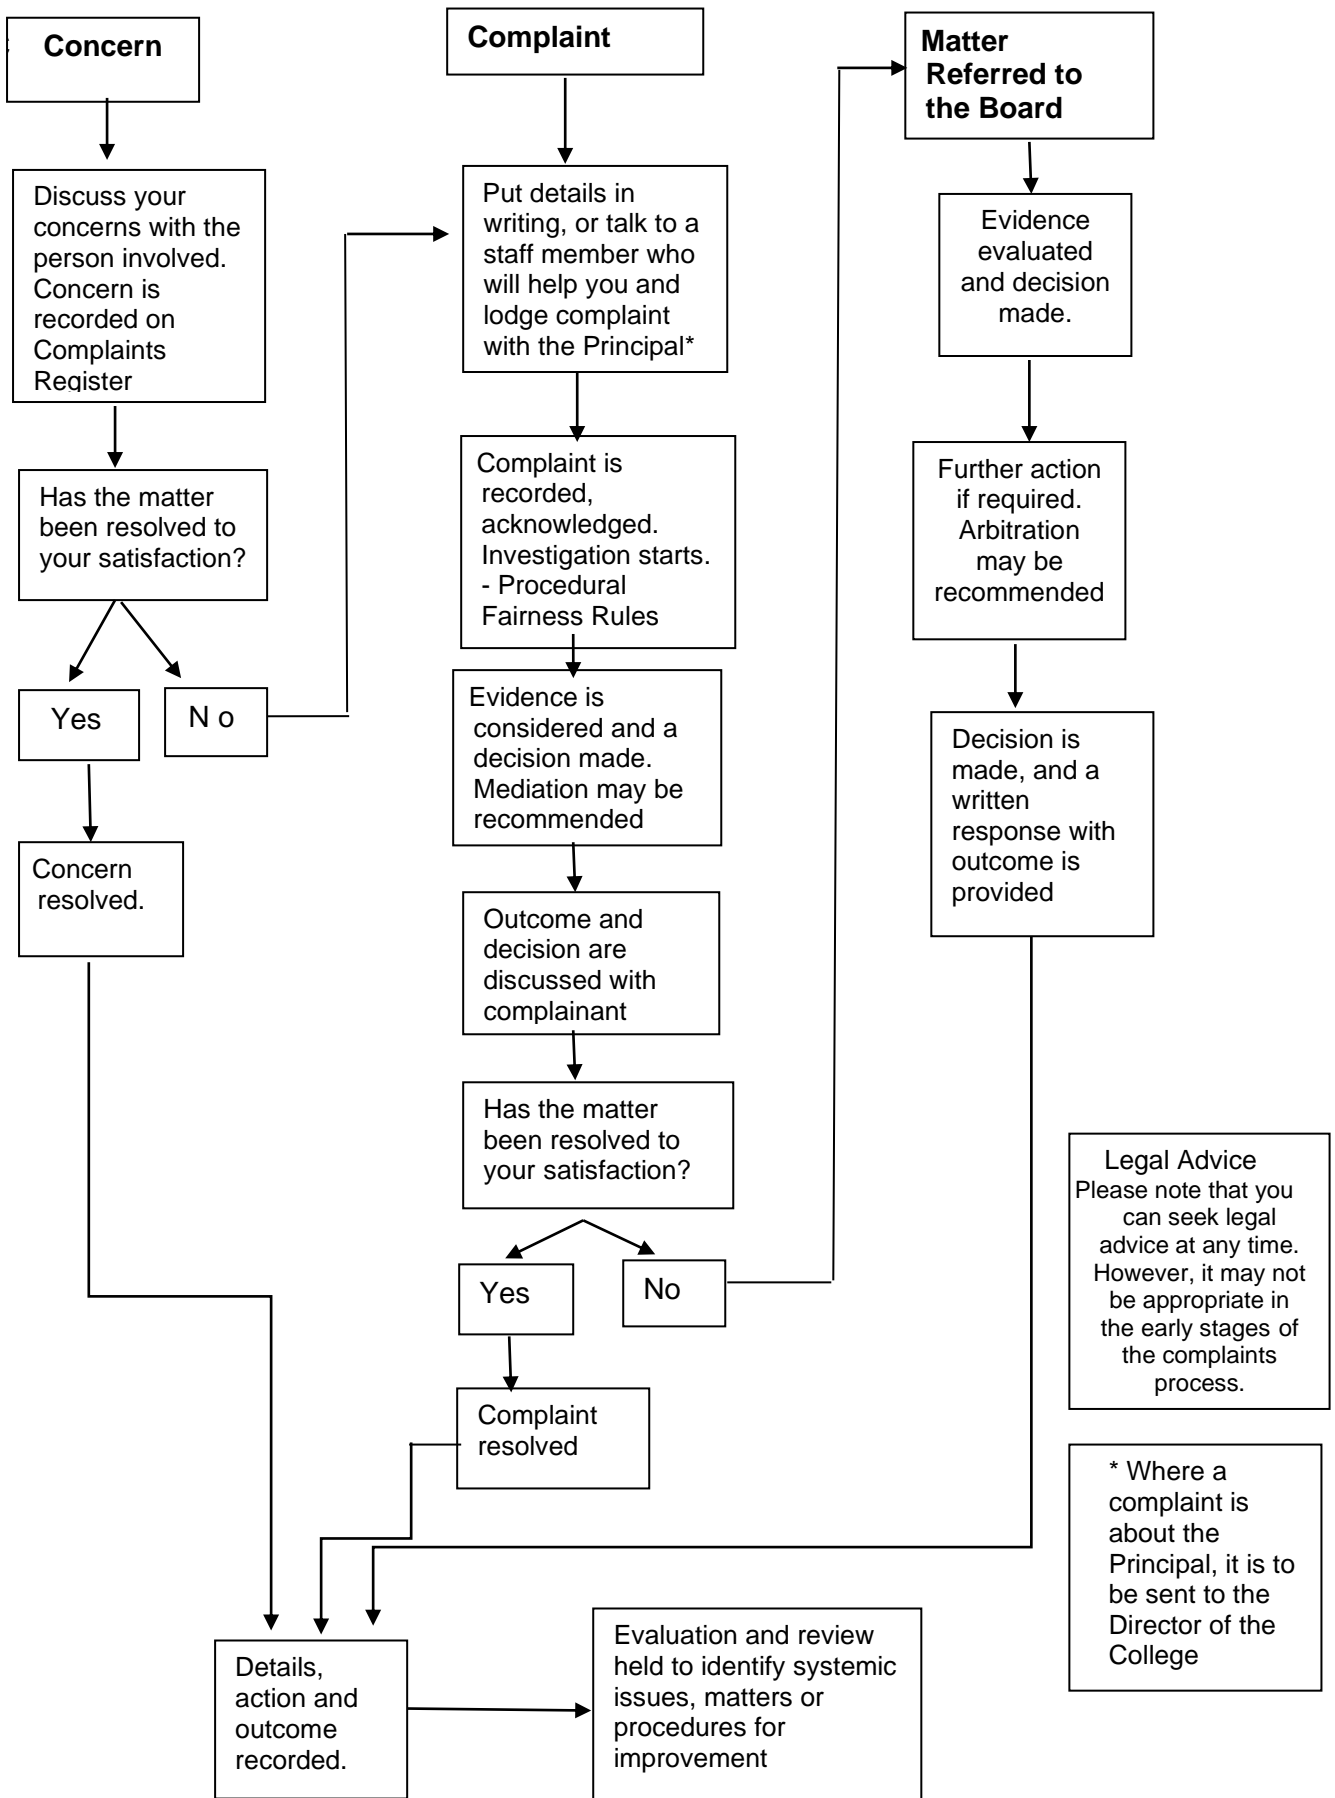 Concern
Discuss your
concerns with the
person involved.
Concern is
recorded on
Complaints
Register
Has the matter
been resolved to
your satisfaction?
Yes
N o
Concern
resolved.
Complaint
Put details in
writing, or talk to a
staff member who
will help you and
lodge complaint
with the Principal*
Complaint is
recorded,
acknowledged.
Investigation starts.
- Procedural
Fairness Rules
Evidence is
considered and a
decision made.
Mediation may be
recommended
Outcome and
decision are
discussed with
complainant
Has the matter
been resolved to
your satisfaction?
Yes
No
Complaint
resolved
Matter
Referred to
the Board
Evidence
evaluated
and decision
made.
Further action
if required.
Arbitration
may be
recommended
Decision is
made, and a
written
response with
outcome is
provided
Legal Advice
Please note that you
can seek legal
advice at any time.
However, it may not
be appropriate in
the early stages of
the complaints
process.
* Where a
complaint is
about the
Principal, it is to
be sent to the
Director of the
College
Details,
action and
outcome
recorded.
Evaluation and review
held to identify systemic
issues, matters or
procedures for
improvement